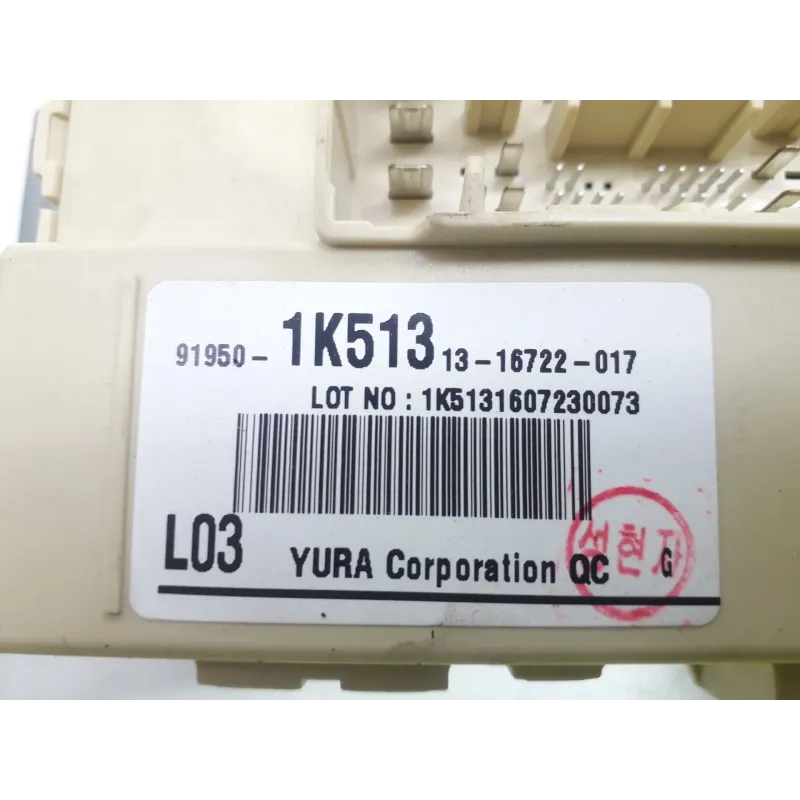 91950- 1K513 13-16722-017
LOT NO : 1K5131607230073
L03 YURA Corporation QC G